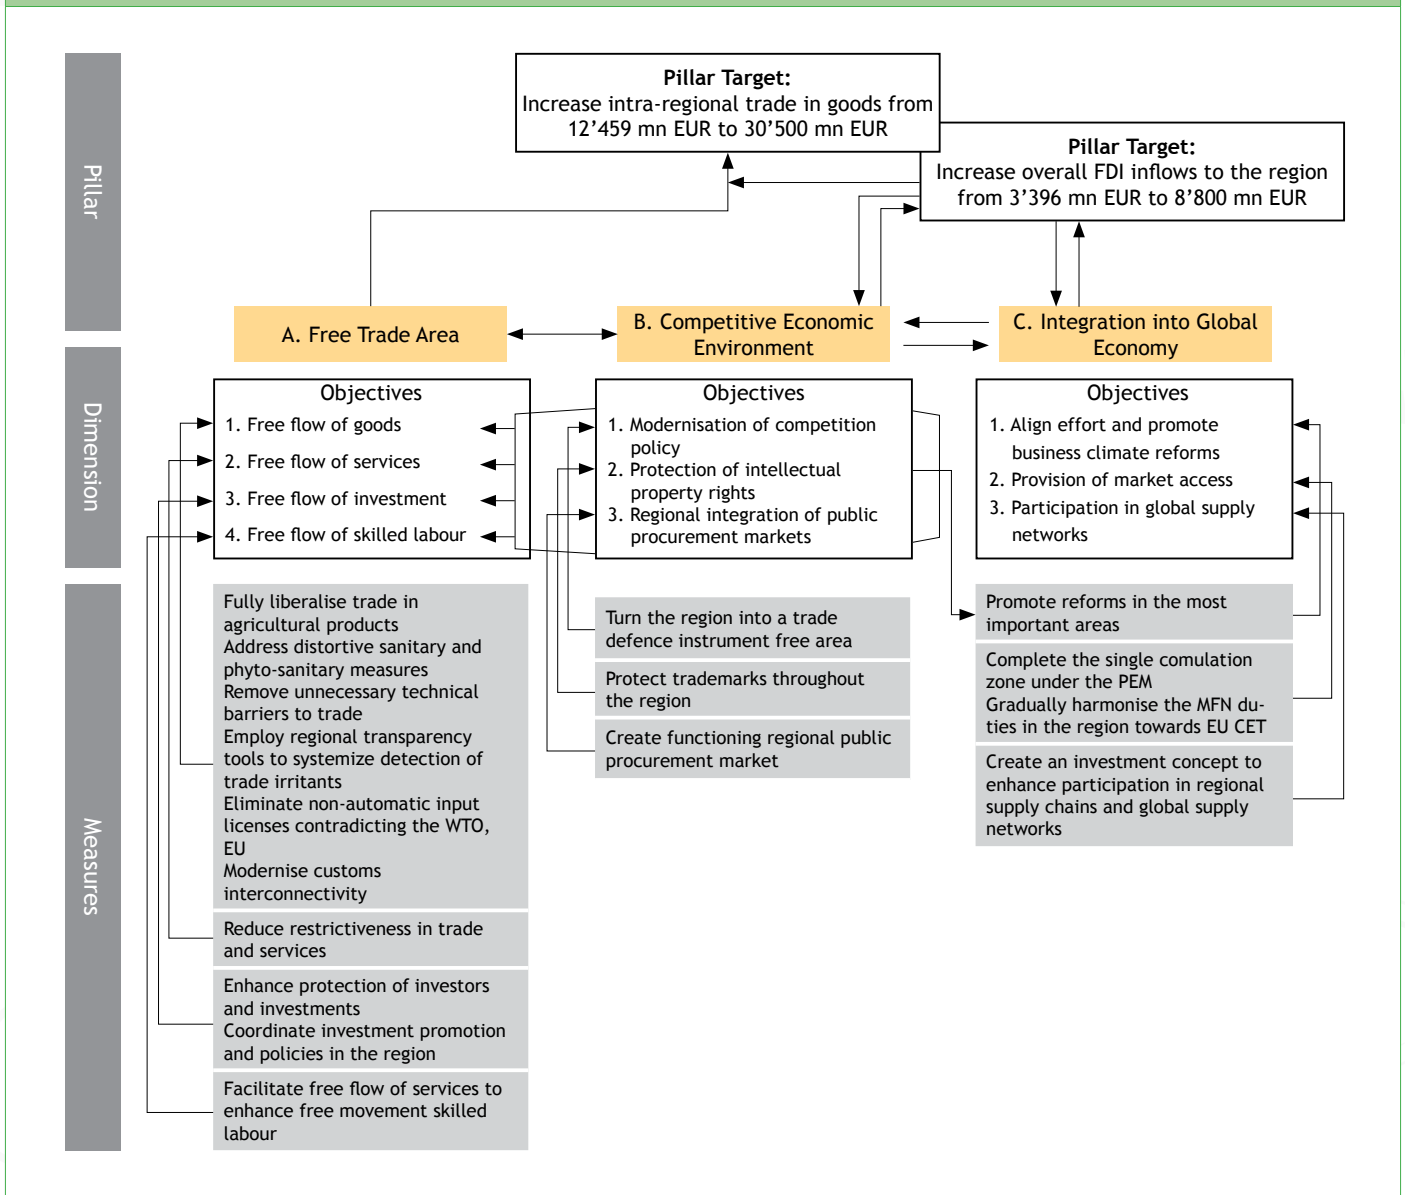 Pillar
Pillar Target:
Increase intra-regional trade in goods from
12’459 mn EUR to 30’500 mn EUR
Pillar Target:
Increase overall FDI inflows to the region
from 3’396 mn EUR to 8’800 mn EUR
A. Free Trade Area
B. Competitive Economic
Environment
C. Integration into Global
Economy
Dimension
Objectives
1. Free flow of goods
2. Free flow of services
3. Free flow of investment
4. Free flow of skilled labour
Objectives
1. Modernisation of competition
policy
2. Protection of intellectual
property rights
3. Regional integration of public
procurement markets
Objectives
1. Align effort and promote
business climate reforms
2. Provision of market access
3. Participation in global supply
networks
Measures
Fully liberalise trade in
agricultural products
Address distortive sanitary and
phyto-sanitary measures
Remove unnecessary technical
barriers to trade
Employ regional transparency
tools to systemize detection of
trade irritants
Eliminate non-automatic input
licenses contradicting the WTO,
EU
Modernise customs
interconnectivity
Reduce restrictiveness in trade
and services
Enhance protection of investors
and investments
Coordinate investment promotion
and policies in the region
Facilitate free flow of services to
enhance free movement skilled
labour
Turn the region into a trade
defence instrument free area
Protect trademarks throughout
the region
Create functioning regional public
procurement market
Promote reforms in the most
important areas
Complete the single comulation
zone under the PEM
Gradually harmonise the MFN du-
ties in the region towards EU CET
Create an investment concept to
enhance participation in regional
supply chains and global supply
networks